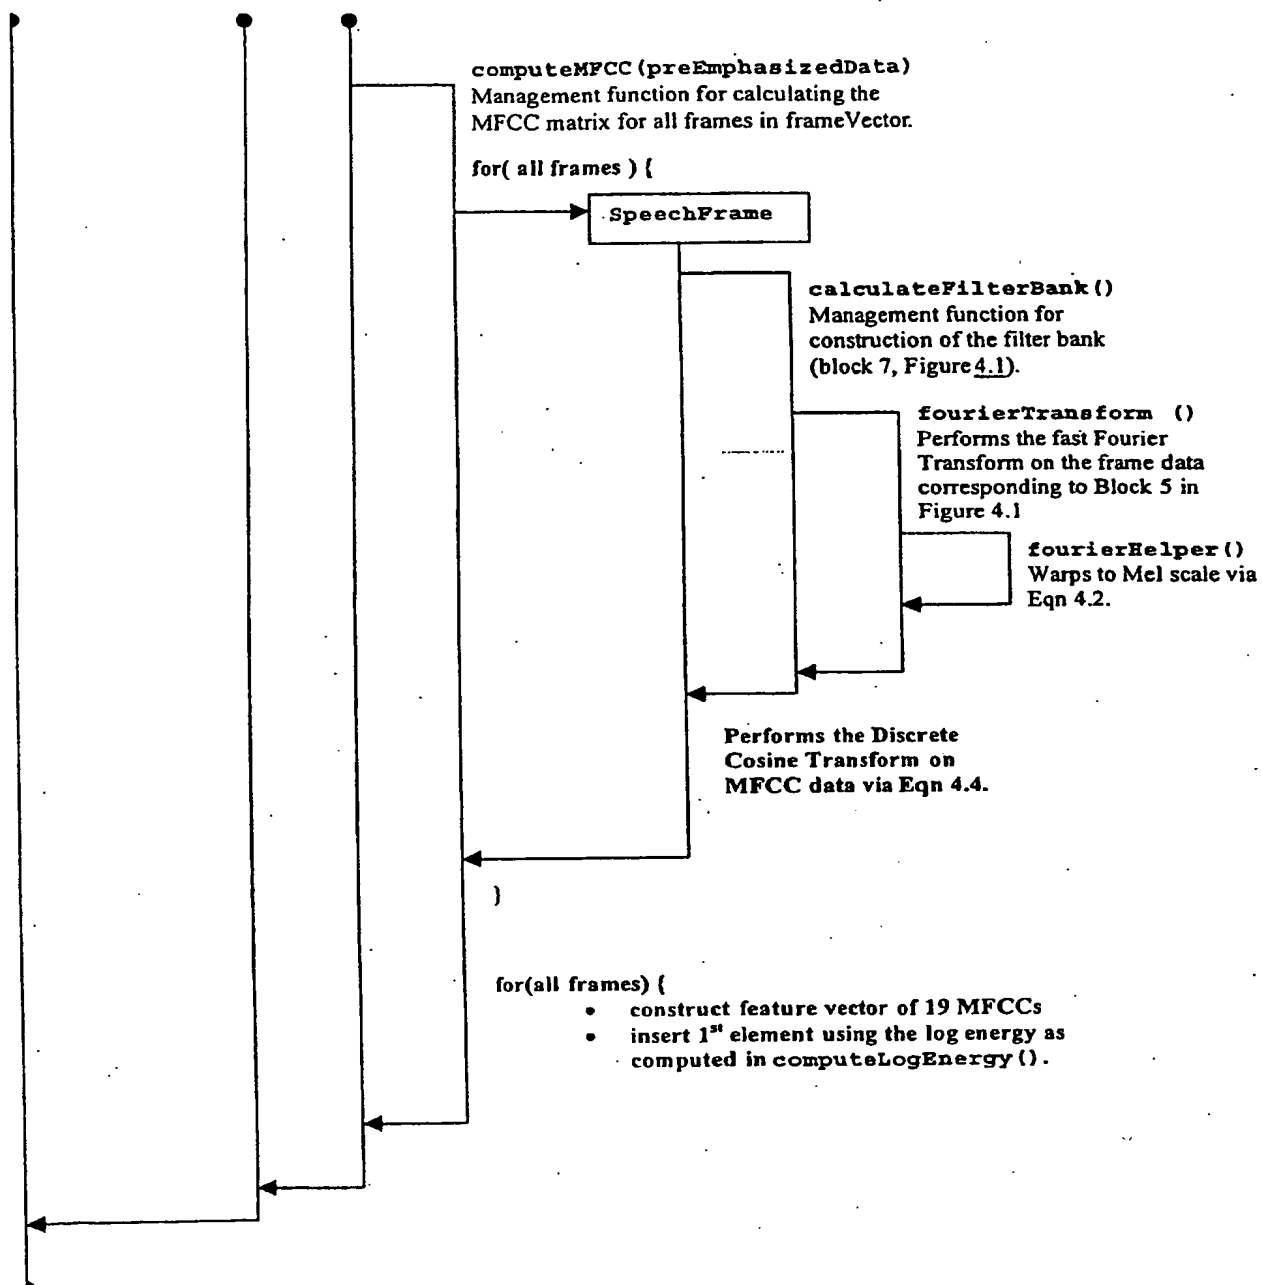 computeMFCC(preEmphasizedData)
Management function for calculating the
MFCC matrix for all frames in frameVector.
for( all frames ) {
SpeechFrame
calculateFilterBank()
Management function for
construction of the filter bank
(block 7, Figure 4.1).
fourierTransform ()
Performs the fast Fourier
Transform on the frame data
corresponding to Block 5 in
Figure 4.1
fourierHelper()
Warps to Mel scale via
Eqn 4.2.
Performs the Discrete
Cosine Transform on
MFCC data via Eqn 4.4.
}
for(all frames) {
• construct feature vector of 19 MFCCs
• insert 1st element using the log energy as
computed in computeLogEnergy().